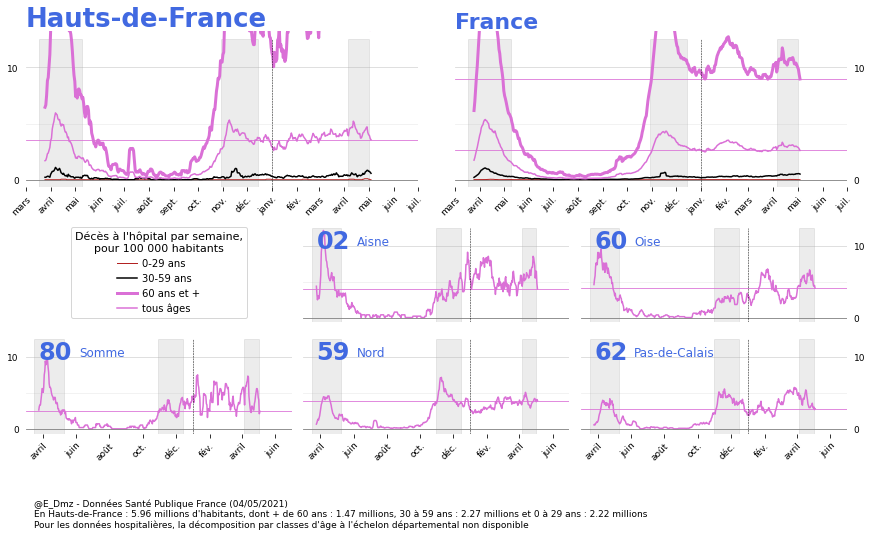 Hauts-de-France
France
10
0
10
0
mars avril mai juin juil. août sept. oct. nov. déc. janv. fév. mars avril mai juin juil.
mars avril mai juin juil. août sept. oct. nov. déc. janv. fév. mars avril mai juin juil.
Décès à l'hôpital par semaine,
pour 100 000 habitants
0-29 ans
30-59 ans
60 ans et +
tous âges
02 Aisne
60 Oise
10
0
80 Somme
59 Nord
62 Pas-de-Calais
10
0
10
0
avril juin août oct. déc. fév. avril juin
avril juin août oct. déc. fév. avril juin
avril juin août oct. déc. fév. avril juin
@E_Dmz - Données Santé Publique France (04/05/2021)
En Hauts-de-France : 5.96 millions d'habitants, dont + de 60 ans : 1.47 millions, 30 à 59 ans : 2.27 millions et 0 à 29 ans : 2.22 millions
Pour les données hospitalières, la décomposition par classes d'âge à l'échelon départemental non disponible